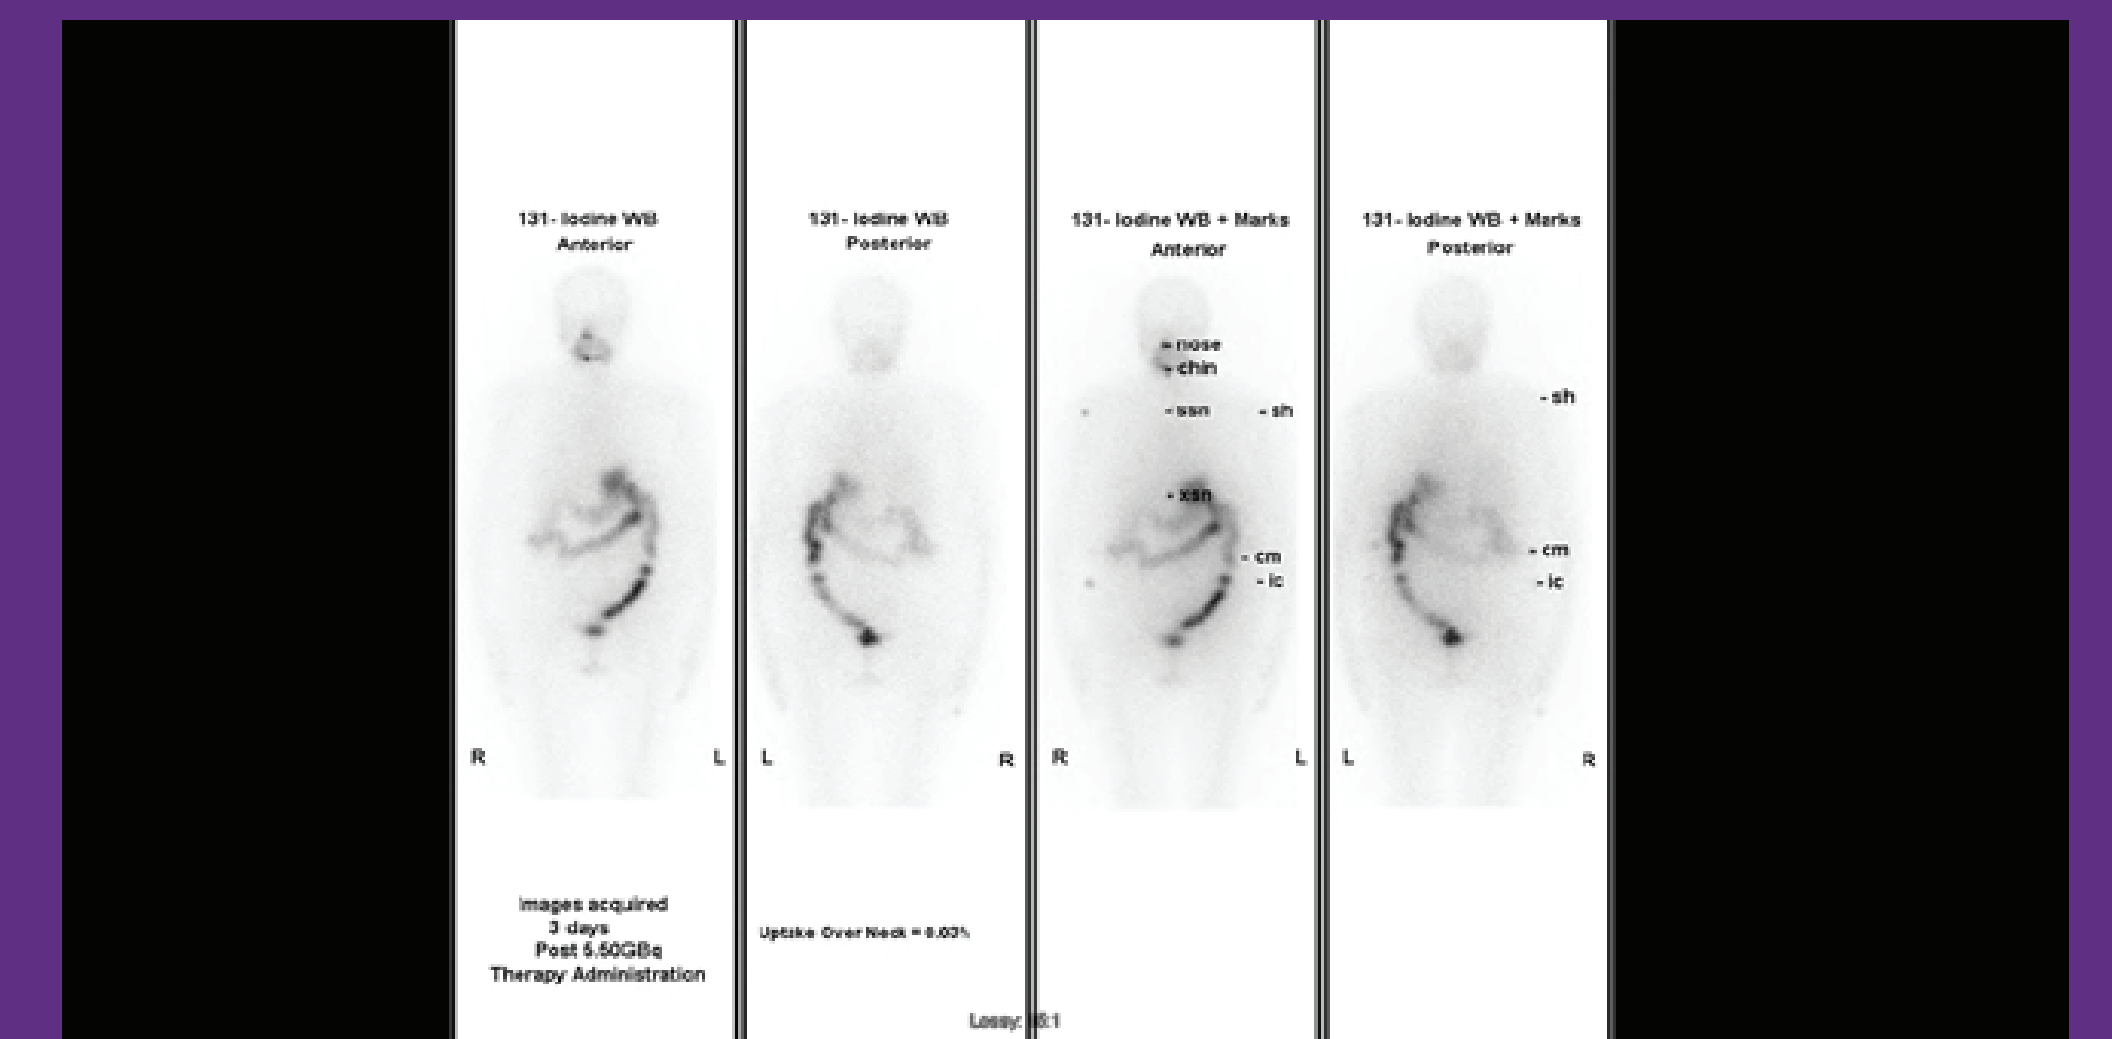 131- Iodine WB
Anterior
131- Iodine WB
Posterior
131- Iodine WB + Marks
Anterior
131- Iodine WB + Marks
Posterior
- nose
- chin
- ssn
- sh
- xsn
- cm
- ic
- sh
- cm
- ic
R
L
L
R
R
L
L
R
Images acquired
3 days
Post 5.50GBq
Therapy Administration
Uptake Over Neck = 0.03%
Lossy: